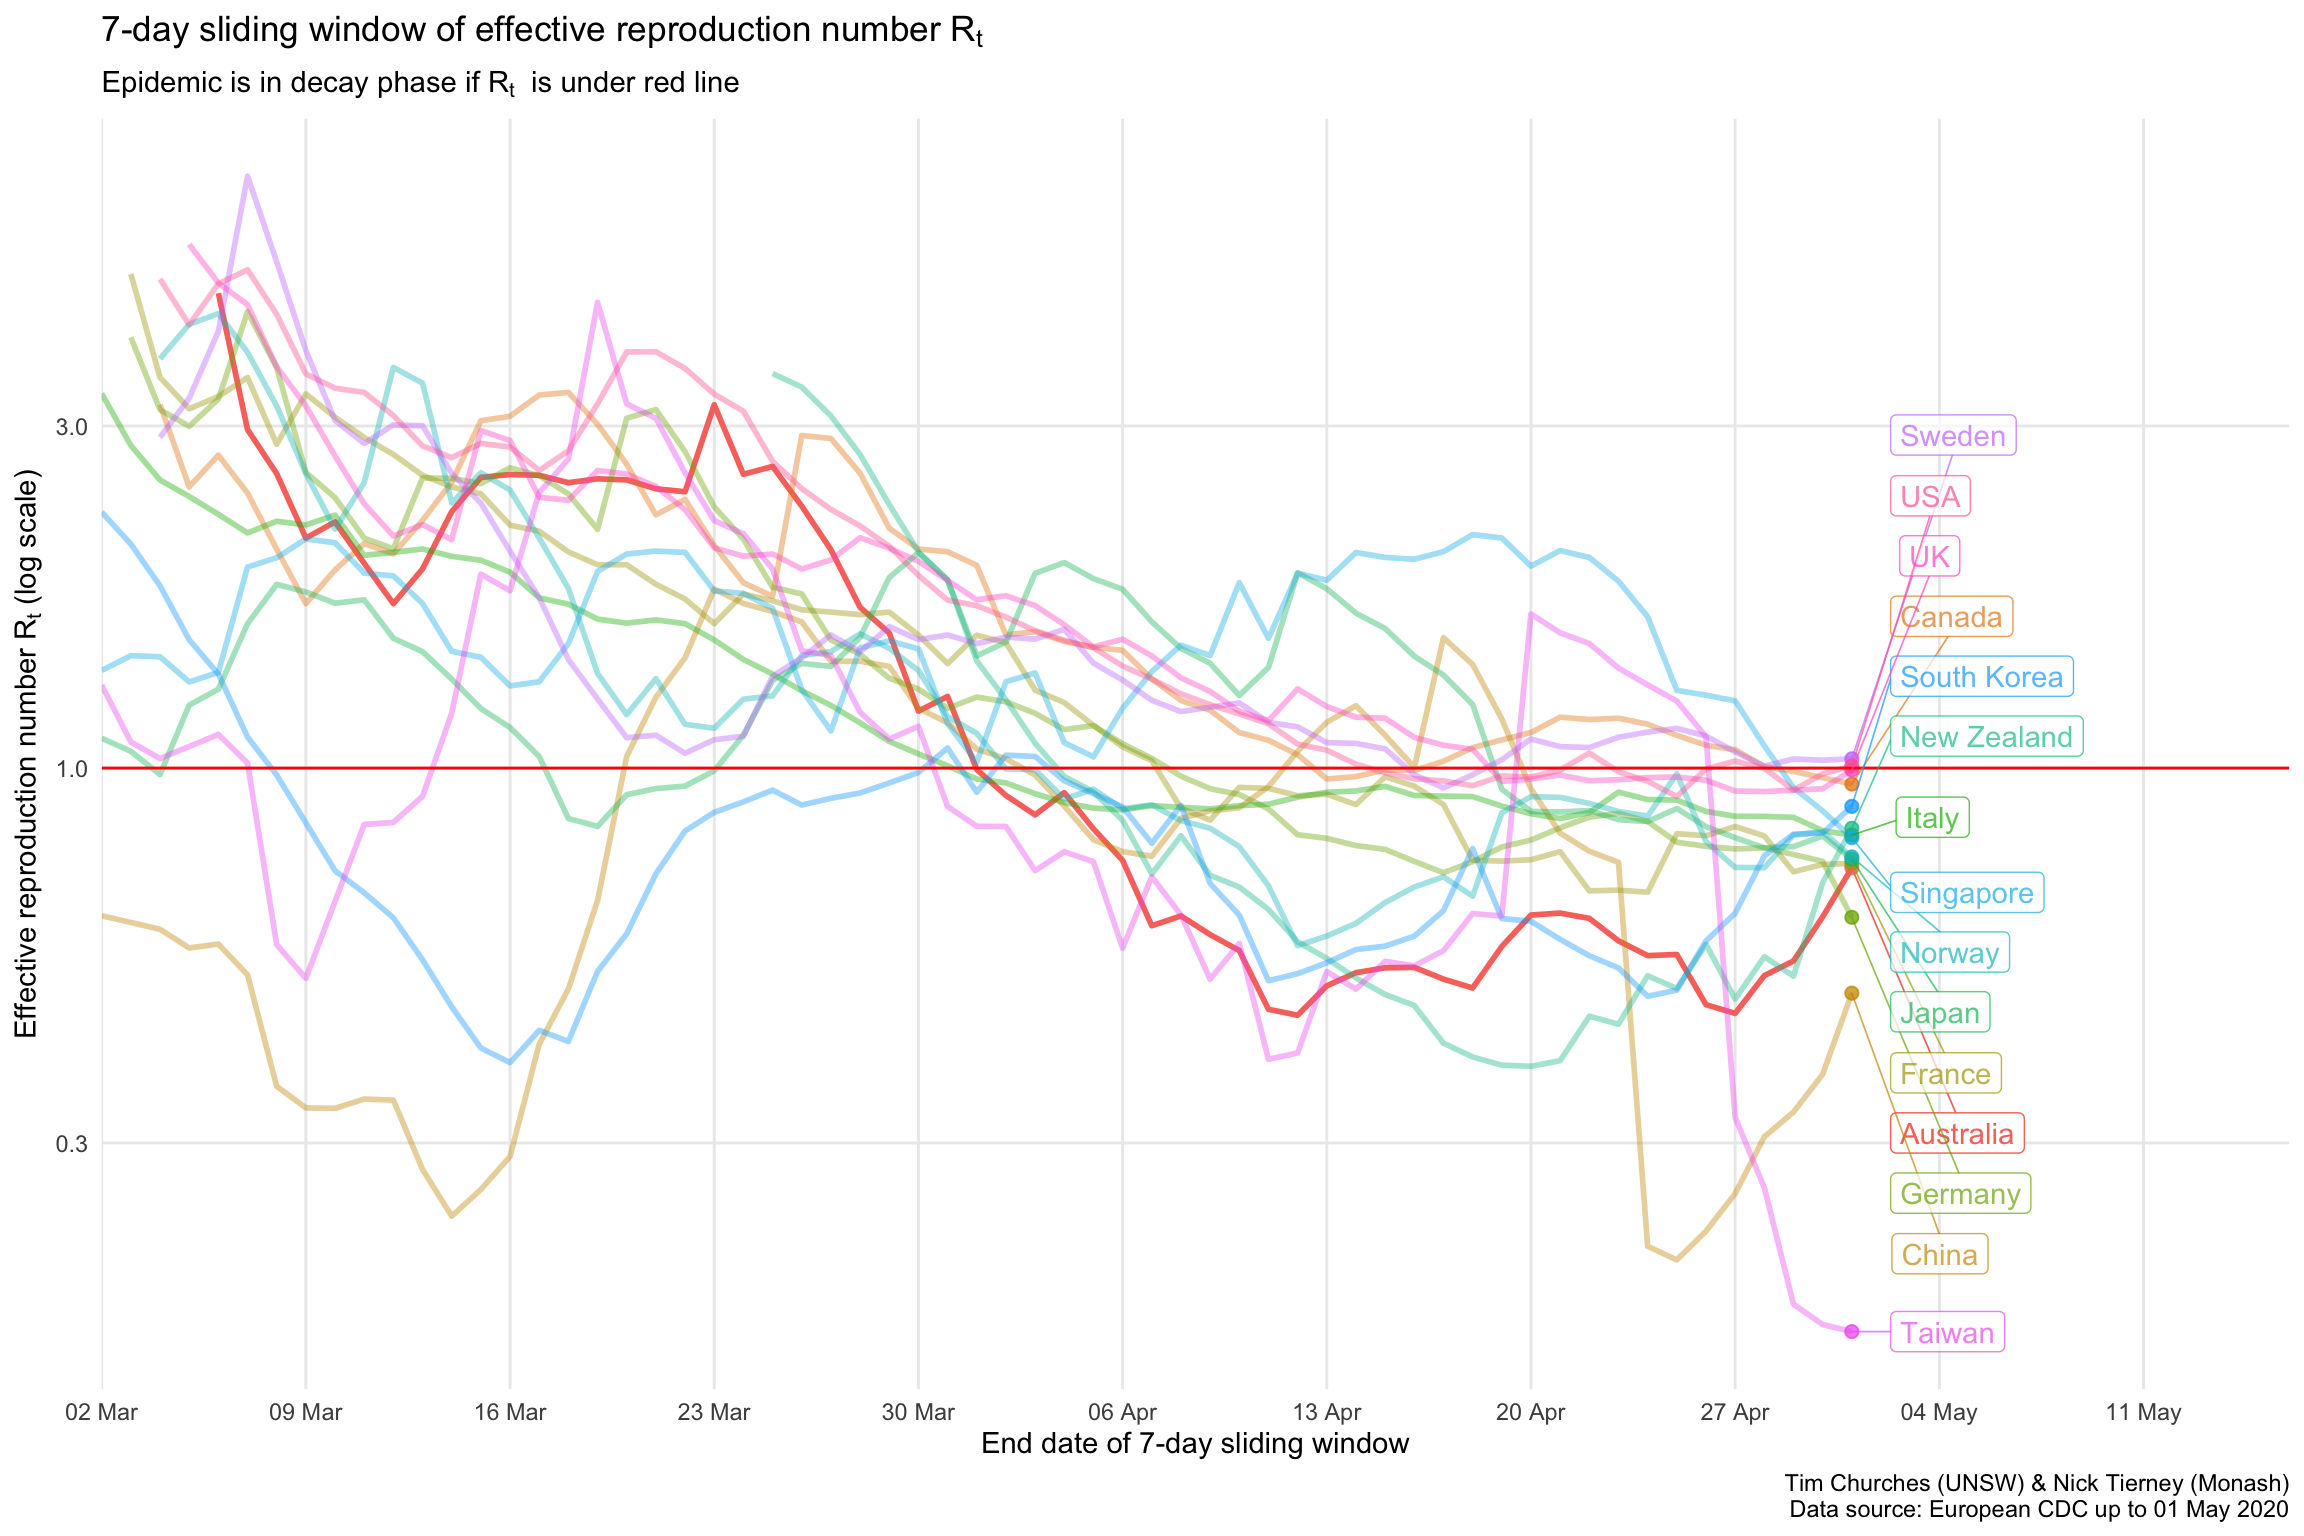 7-day sliding window of effective reproduction number Rt
Epidemic is in decay phase if Rt is under red line
Effective reproduction number Rt (log scale)
3.0
1.0
0.3
Sweden
USA
UK
Canada
South Korea
New Zealand
Italy
Singapore
Norway
Japan
France
Australia
Germany
China
Taiwan
02 Mar
09 Mar
16 Mar
23 Mar
30 Mar
06 Apr
13 Apr
20 Apr
27 Apr
04 May
11 May
End date of 7-day sliding window
Tim Churches (UNSW) & Nick Tierney (Monash)
Data source: European CDC up to 01 May 2020